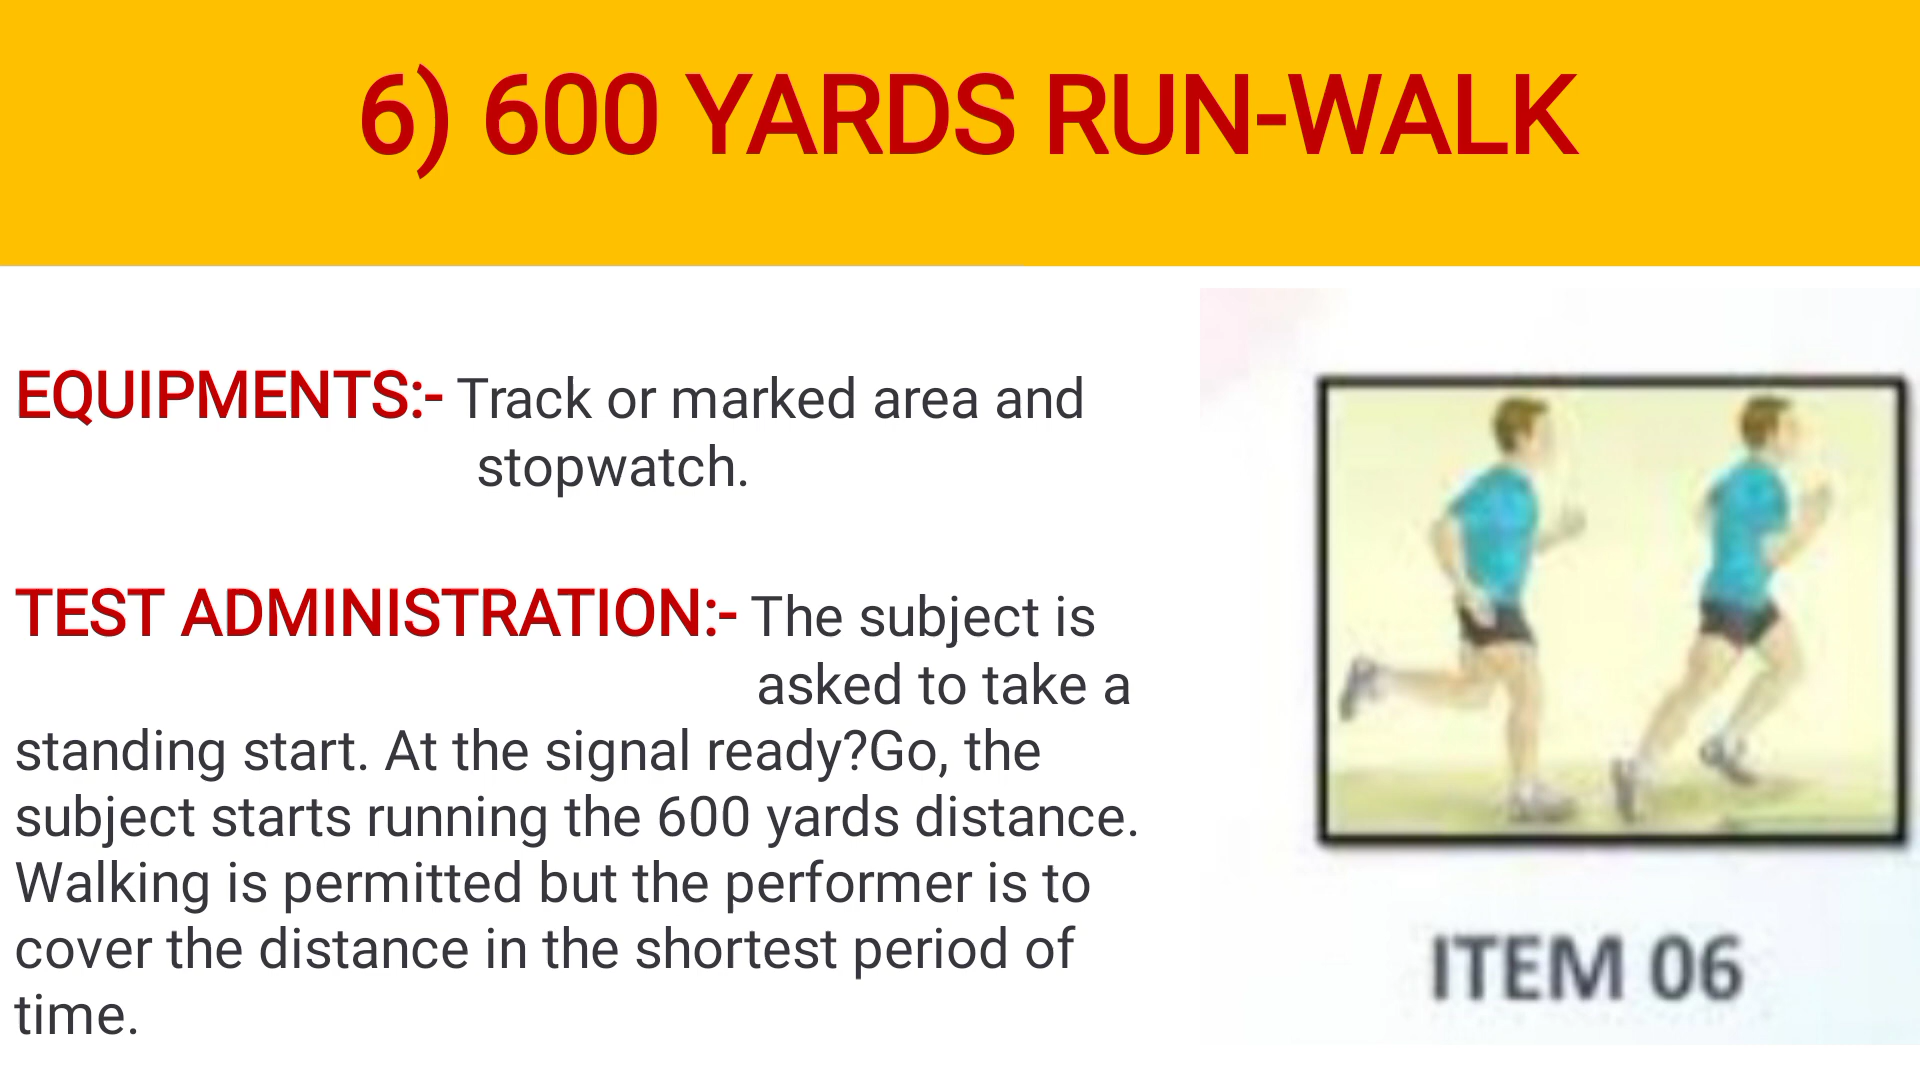 6) 600 YARDS RUN-WALK
EQUIPMENTS:- Track or marked area and
stopwatch.
TEST ADMINISTRATION:- The subject is
asked to take a
standing start. At the signal ready?Go, the
subject starts running the 600 yards distance.
Walking is permitted but the performer is to
cover the distance in the shortest period of
time.
ITEM 06